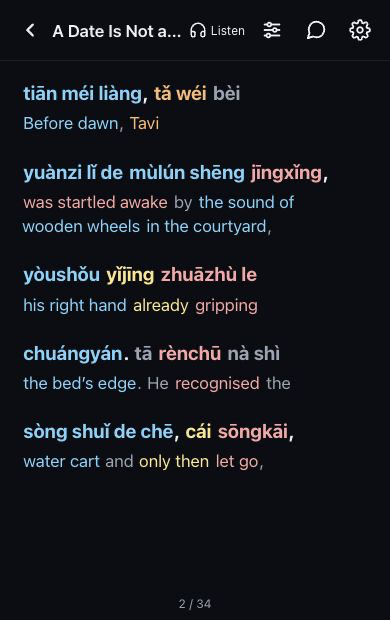 A Date Is Not a... Listen
tiān méi liàng, tǎ wéi bèi
Before dawn, Tavi
yuànzi lǐ de mùlún shēng jīngxǐng,
was startled awake by the sound of
wooden wheels in the courtyard,
yòushǒu yǐjīng zhuāzhù le
his right hand already gripping
chuángyán. tā rènchū nà shì
the bed’s edge. He recognised the
sòng shuǐ de chē, cái sōngkāi,
water cart and only then let go,
2 / 34